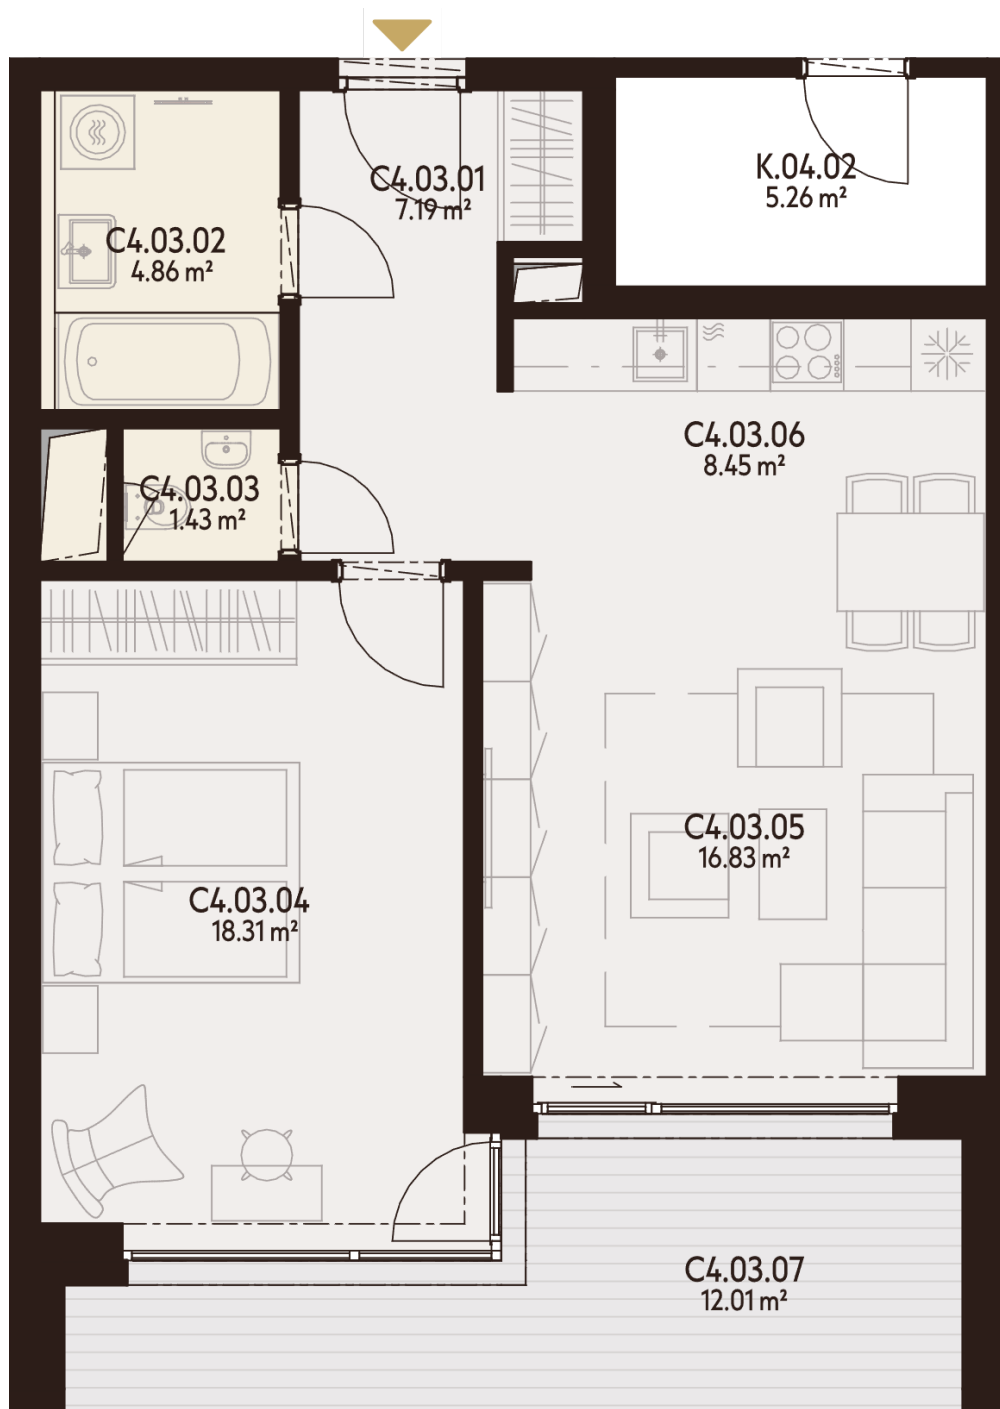 C4.03.01
7.19 m²
K.04.02
5.26 m²
C4.03.02
4.86 m²
C4.03.06
8.45 m²
C4.03.03
1.43 m²
C4.03.05
16.83 m²
C4.03.04
18.31 m²
C4.03.07
12.01 m²